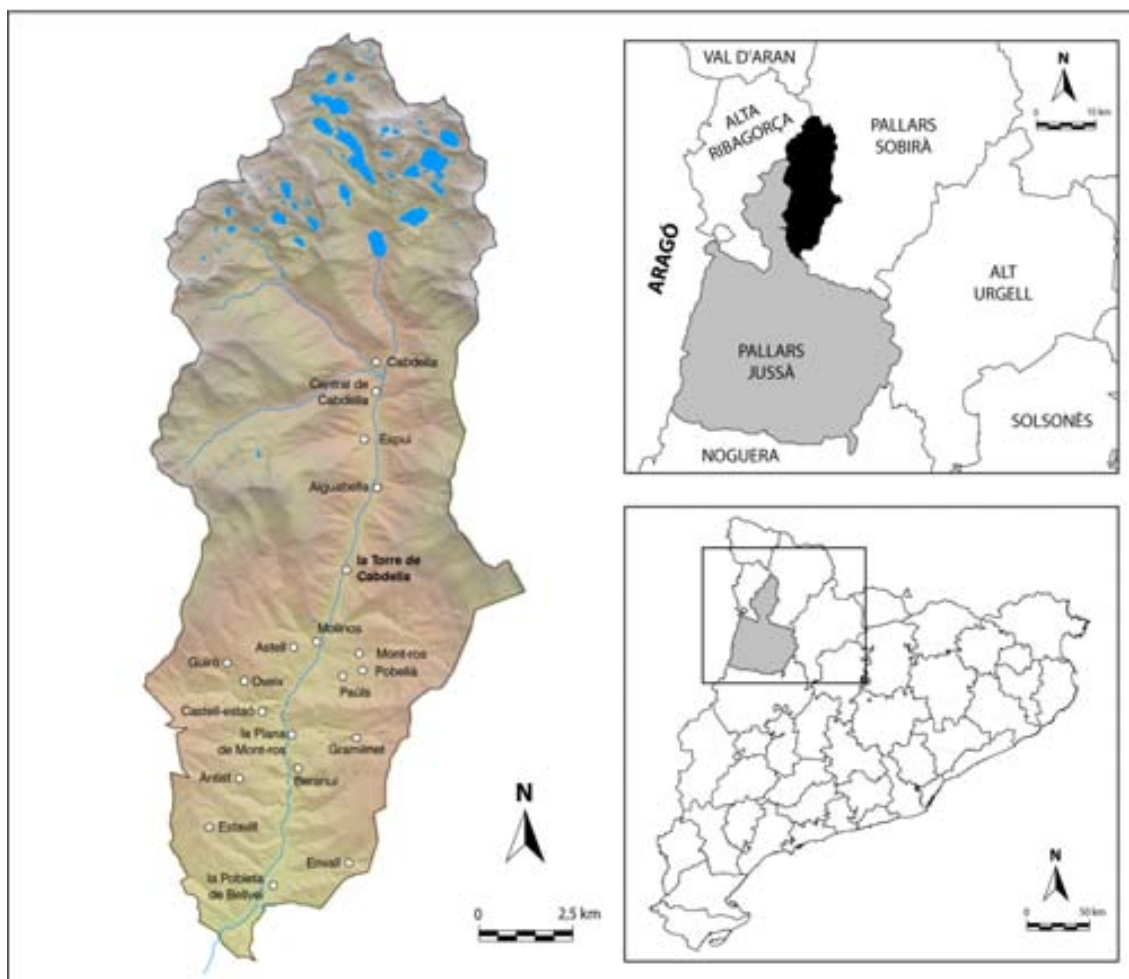 Cabdella
Central de
Cabdella
Espui
Aiguabella
la Torre de
Cabdella
Molinos
Astell
Mont-ros
Guiró
Pobellà
Oveix
Paüls
Castell-estaó
la Plana
de Mont-ros
Gramenet
Beranui
Antist
Estavill
Envall
la Pobleta
de Bellveí
N
0 2,5 km
VAL D'ARAN
N
0 10 km
ALTA
RIBAGORÇA
PALLARS
SOBIRÀ
ARAGÓ
ALT
URGELL
PALLARS
JUSSÀ
SOLSONÈS
NOGUERA
N
0 50 km